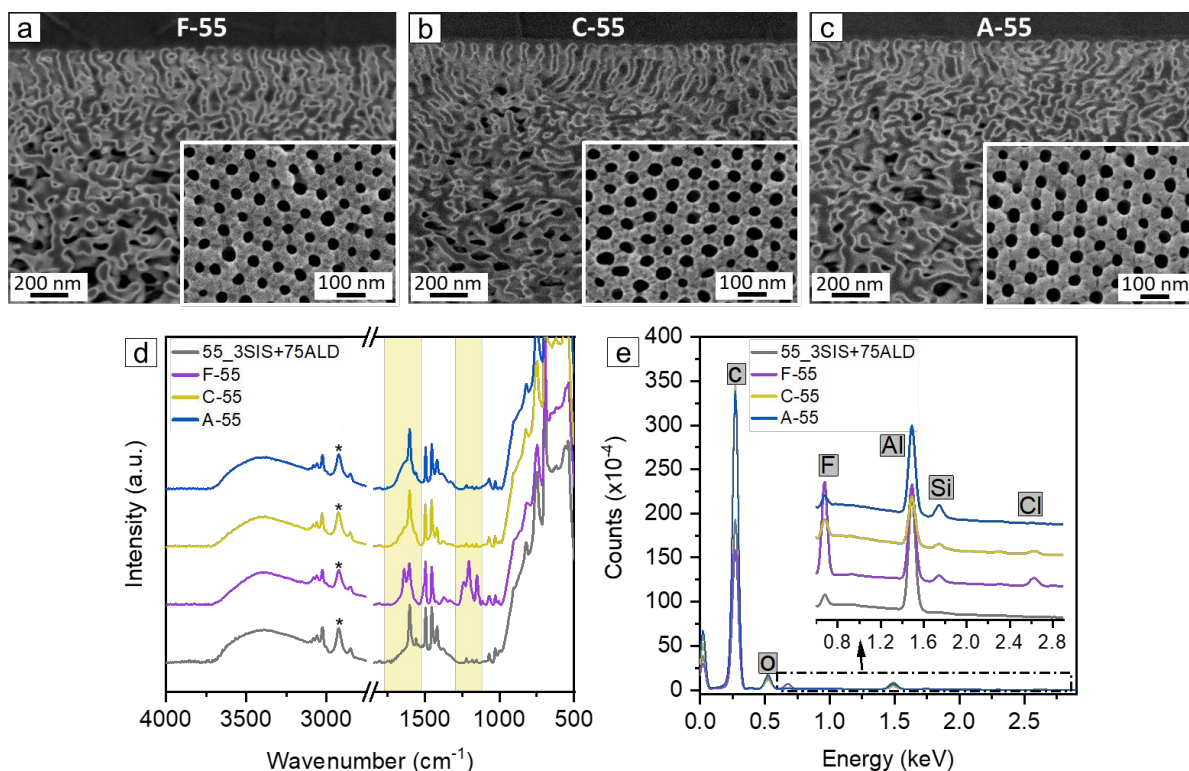 a F-55
200 nm
100 nm
b C-55
200 nm
100 nm
c A-55
200 nm
100 nm
d
55_3SIS+75ALD
F-55
C-55
A-55
*
*
*
*
Intensity (a.u.)
4000 3500 3000 2500 1500 1000 500
Wavenumber (cm⁻¹)
e
55_3SIS+75ALD
F-55
C-55
A-55
C
O
F
Al
Si
Cl
0.8 1.2 1.6 2.0 2.4 2.8
Counts (x10⁻⁴)
400
350
300
250
200
150
100
50
0
0.0 0.5 1.0 1.5 2.0 2.5
Energy (keV)